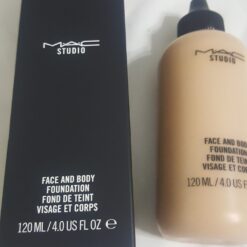 MAC
STUDIO
FACE AND BODY
FOUNDATION
FOND DE TEINT
VISAGE ET CORPS
120 ML / 4.0 US FL OZ ℮
MAC
STUDIO
FACE AND BODY
FOUNDATION
FOND DE TEINT
VISAGE ET CORPS
120 ML / 4.0 US FL